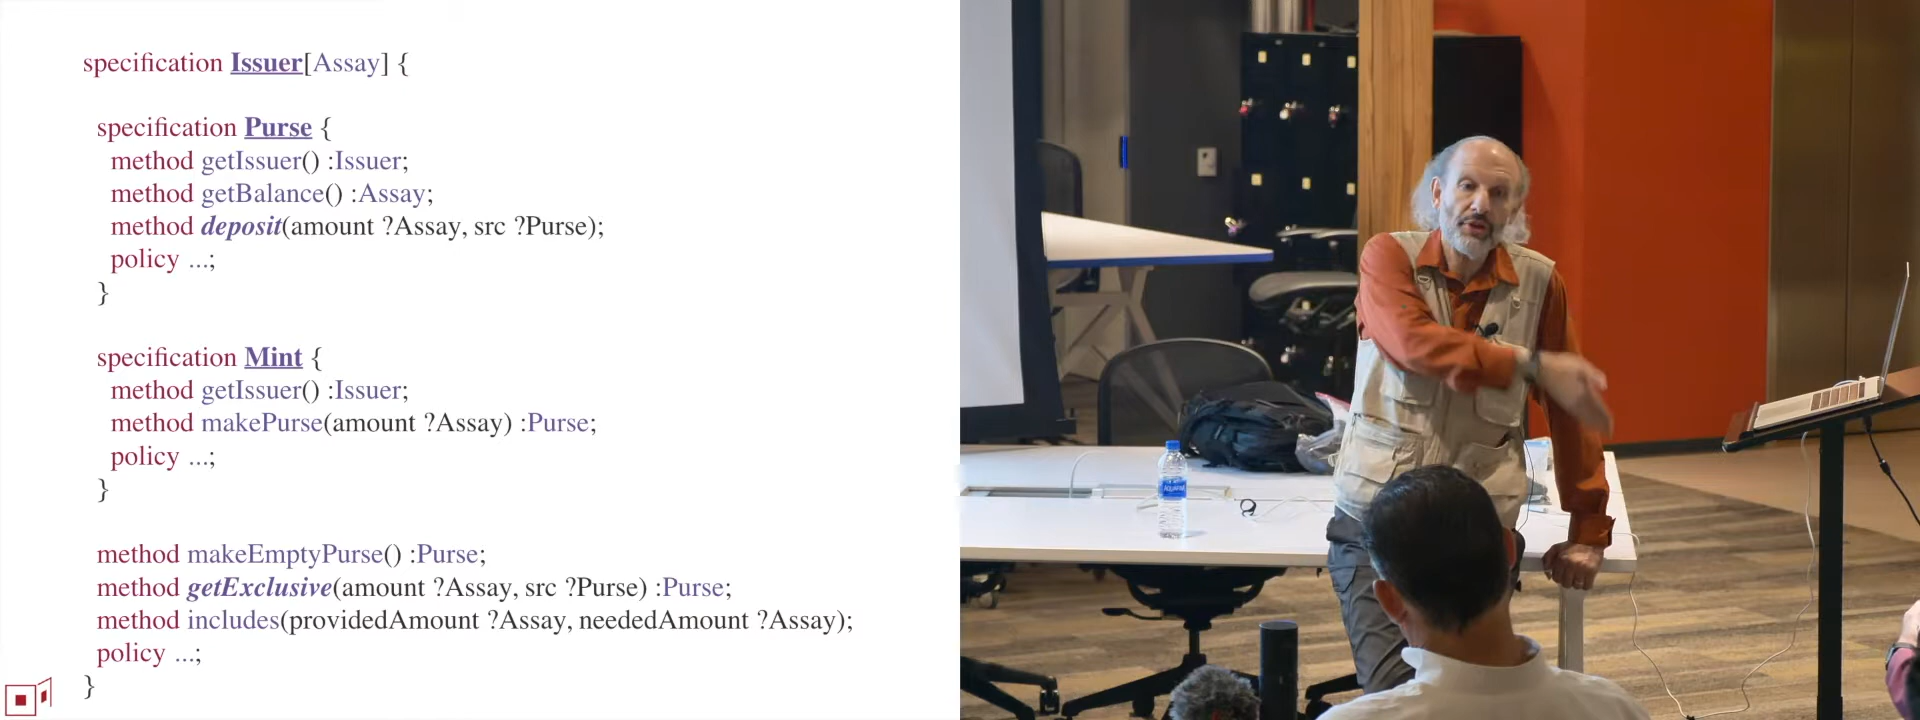 specification Issuer[Assay] {
specification Purse {
method getIssuer() :Issuer;
method getBalance() :Assay;
method deposit(amount ?Assay, src ?Purse);
policy ...;
}
specification Mint {
method getIssuer() :Issuer;
method makePurse(amount ?Assay) :Purse;
policy ...;
}
method makeEmptyPurse() :Purse;
method getExclusive(amount ?Assay, src ?Purse) :Purse;
method includes(providedAmount ?Assay, neededAmount ?Assay);
policy ...;
}